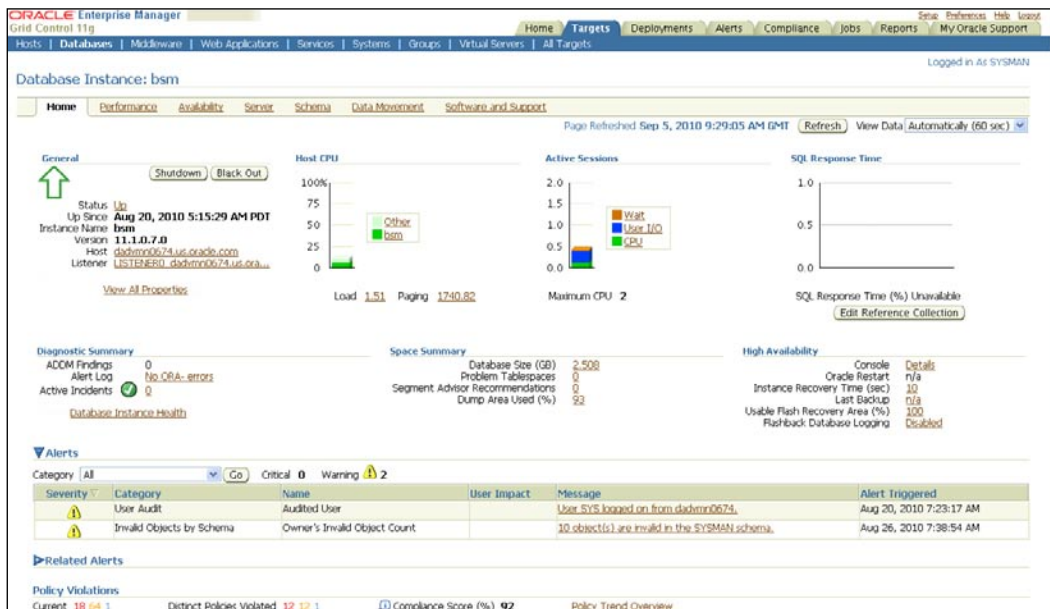 ORACLE Enterprise Manager
Grid Control 11g
Setup Preferences Help Logout
Home Targets Deployments Alerts Compliance Jobs Reports My Oracle Support
Hosts | Databases | Middleware | Web Applications | Services | Systems | Groups | Virtual Servers | All Targets
Logged in As SYSMAN
Database Instance: bsm
Home Performance Availability Server Schema Data Movement Software and Support
Page Refreshed Sep 5, 2010 9:29:05 AM GMT Refresh View Data Automatically (60 sec)
General
Shutdown Black Out
Status Up
Up Since Aug 20, 2010 5:15:29 AM PDT
Instance Name bsm
Version 11.1.0.7.0
Host dadvmn0674.us.oracle.com
Listener LISTENER0_dadvmn0674.us.ora...
View All Properties
Host CPU
100%
75
50
25
0
Other
bsm
Load 1.51 Paging 1740.82
Active Sessions
2.0
1.5
1.0
0.5
0.0
Wait
User I/O
CPU
Maximum CPU 2
SQL Response Time
1.0
0.0
SQL Response Time (%) Unavailable
Edit Reference Collection
Diagnostic Summary
ADDM Findings 0
Alert Log No ORA- errors
Active Incidents 0
Database Instance Health
Space Summary
Database Size (GB) 2.508
Problem Tablespaces 0
Segment Advisor Recommendations 0
Dump Area Used (%) 93
High Availability
Console Details
Oracle Restart n/a
Instance Recovery Time (sec) 10
Last Backup n/a
Usable Flash Recovery Area (%) 100
Flashback Database Logging Disabled
Alerts
Category All Go Critical 0 Warning 2
Severity Category Name User Impact Message Alert Triggered
User Audit Audited User User SYS logged on from dadvmn0674. Aug 20, 2010 7:23:17 AM
Invalid Objects by Schema Owner's Invalid Object Count 10 object(s) are invalid in the SYSMAN schema. Aug 26, 2010 7:38:54 AM
Related Alerts
Policy Violations
Current 18 64 1 Distinct Policies Violated 12 12 1 Compliance Score (%) 92 Policy Trend Overview